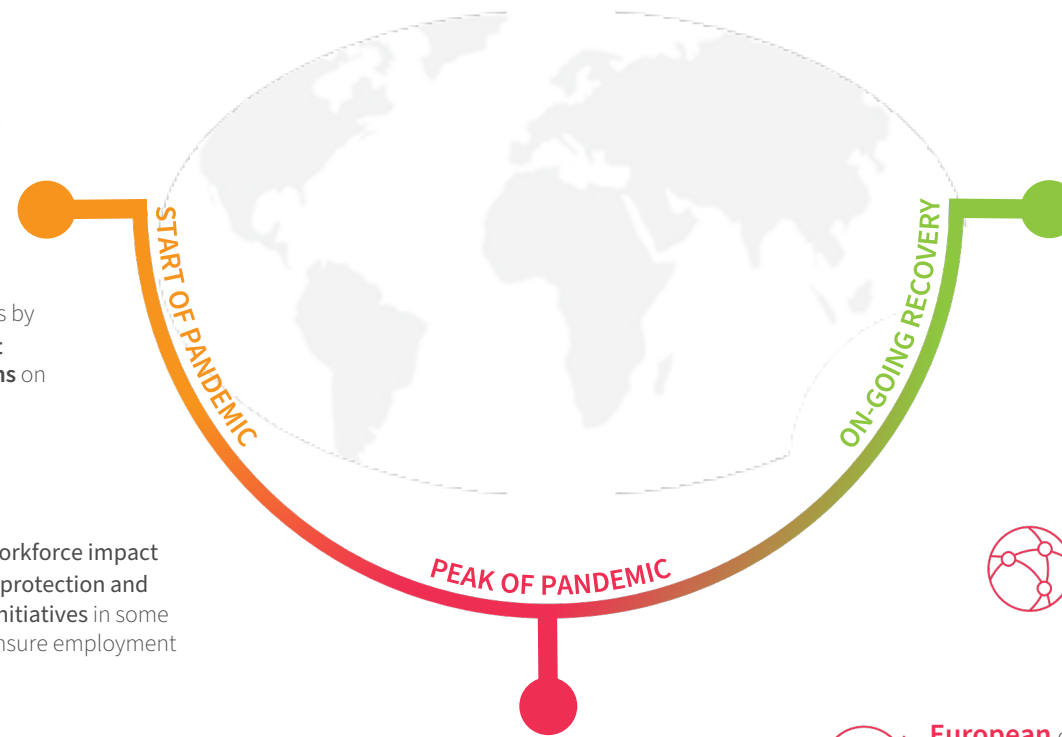 START OF PANDEMIC
ON-GOING RECOVERY
s by
ns on
PEAK OF PANDEMIC
orkforce impact
protection and
nitiatives in some
nsure employment
European